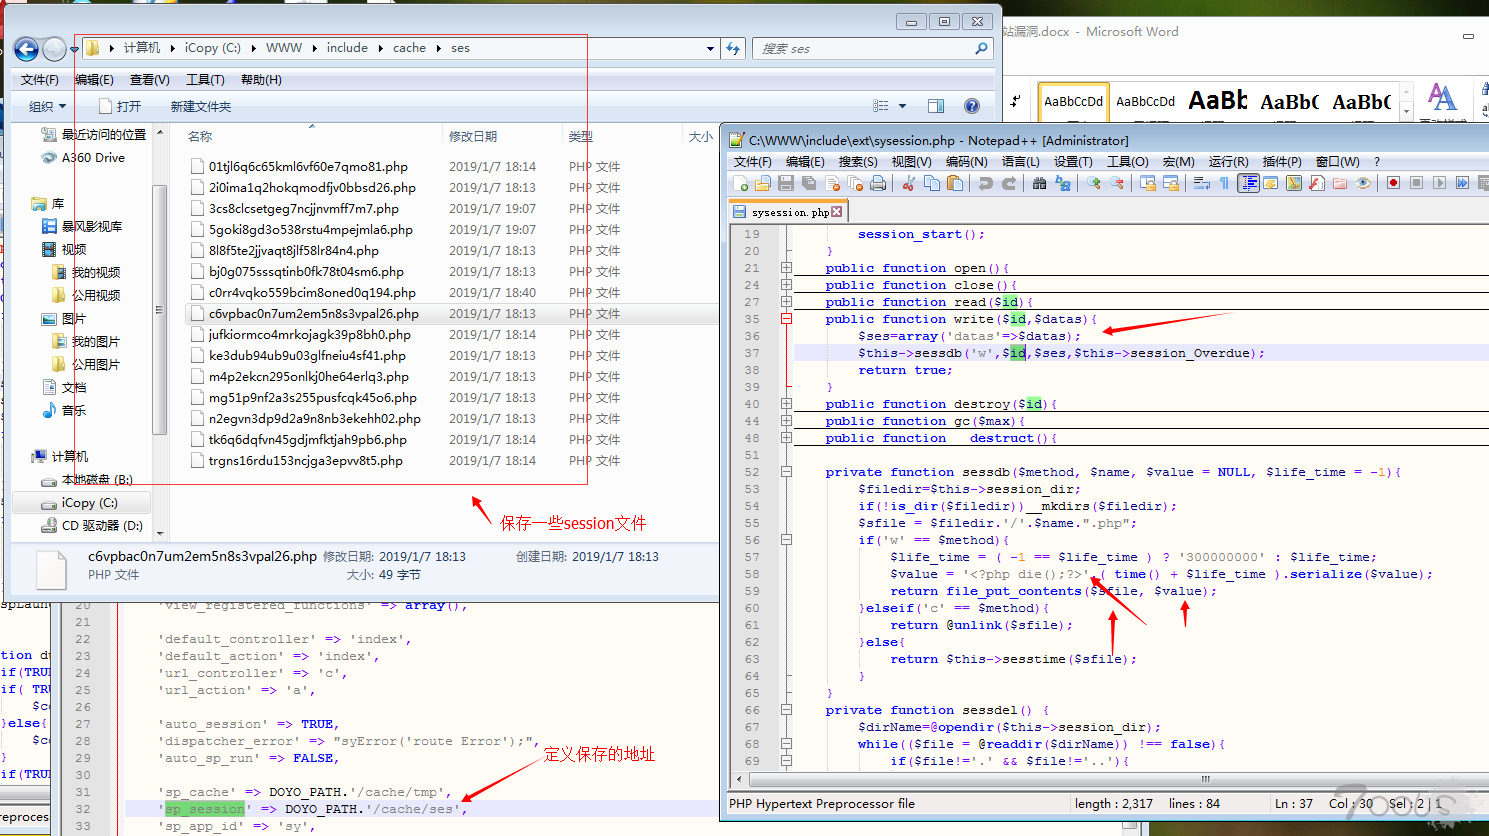 站漏洞.docx - Microsoft Word
计算机 iCopy (C:) WWW include cache ses
搜索 ses
文件(F) 编辑(E) 查看(V) 工具(T) 帮助(H)
组织 打开 新建文件夹
AaBbCcDd AaBbCcDd AaBb AaBbC AaBbC
最近访问的位置
A360 Drive
库
暴风影视库
视频
我的视频
公用视频
图片
我的图片
公用图片
文档
音乐
计算机
本地磁盘 (B:)
iCopy (C:)
CD 驱动器 (D:)
名称 修改日期 类型 大小
01tjl6q6c65kml6vf60e7qmo81.php 2019/1/7 18:14 PHP 文件
2i0ima1q2hokqmodfjv0bbsd26.php 2019/1/7 18:13 PHP 文件
3cs8clcsetgeg7ncjjnvmff7m7.php 2019/1/7 19:07 PHP 文件
5goki8gd3o538rstu4mpejmla6.php 2019/1/7 19:07 PHP 文件
8l8f5te2jjvaqt8jlf58lr84n4.php 2019/1/7 18:13 PHP 文件
bj0g075sssqtinb0fk78t04sm6.php 2019/1/7 18:13 PHP 文件
c0rr4vqko559bcim8oned0q194.php 2019/1/7 18:40 PHP 文件
c6vpbac0n7um2em5n8s3vpal26.php 2019/1/7 18:13 PHP 文件
jufkiormco4mrkojagk39p8bh0.php 2019/1/7 18:14 PHP 文件
ke3dub94ub9u03glfneiu4sf41.php 2019/1/7 18:13 PHP 文件
m4p2ekcn295onlkj0he64erlq3.php 2019/1/7 18:13 PHP 文件
mg51p9nf2a3s255pusfcqk45o6.php 2019/1/7 18:13 PHP 文件
n2egvn3dp9d2a9n8nb3ekehh02.php 2019/1/7 18:13 PHP 文件
tk6q6dqfvn45gdjmfktjah9pb6.php 2019/1/7 18:14 PHP 文件
trgns16rdu153ncjga3epvv8t5.php 2019/1/7 18:14 PHP 文件
保存一些session文件
c6vpbac0n7um2em5n8s3vpal26.php 修改日期: 2019/1/7 18:13 创建日期: 2019/1/7 18:13
PHP 文件 大小: 49 字节
20 'view_registered_functions' => array(),
21
22 'default_controller' => 'index',
23 'default_action' => 'index',
24 'url_controller' => 'c',
25 'url_action' => 'a',
26
27 'auto_session' => TRUE,
28 'dispatcher_error' => "syError('route Error');",
29 'auto_sp_run' => FALSE,
30
31 'sp_cache' => DOYO_PATH.'/cache/tmp',
32 'sp_session' => DOYO_PATH.'/cache/ses',
33 'sp_app_id' => 'sy',
定义保存的地址
spLaun
tion du
if(TRUE
if( TRU
$co
}else{
$co
}
if(TRUE
reproces
C:\WWW\include\ext\sysession.php - Notepad++ [Administrator]
文件(F) 编辑(E) 搜索(S) 视图(V) 编码(N) 语言(L) 设置(T) 工具(O) 宏(M) 运行(R) 插件(P) 窗口(W) ?
sysession.php
19 session_start();
20 }
21 public function open(){
24 public function close(){
27 public function read($id){
35 public function write($id,$datas){
36 $ses=array('datas'=>$datas);
37 $this->sessdb('w',$id,$ses,$this->session_Overdue);
38 return true;
39 }
40 public function destroy($id){
44 public function gc($max){
48 public function __destruct(){
51
52 private function sessdb($method, $name, $value = NULL, $life_time = -1){
53 $filedir=$this->session_dir;
54 if(!is_dir($filedir))__mkdirs($filedir);
55 $sfile = $filedir.'/'.$name.".php";
56 if('w' == $method){
57 $life_time = ( -1 == $life_time ) ? '300000000' : $life_time;
58 $value = '<?php die();?>'.( time() + $life_time ).serialize($value);
59 return file_put_contents($sfile, $value);
60 }elseif('c' == $method){
61 return @unlink($sfile);
62 }else{
63 return $this->sesstime($sfile);
64 }
65 }
66 private function sessdel() {
67 $dirName=@opendir($this->session_dir);
68 while(($file = @readdir($dirName)) !== false){
69 if($file!='.' && $file!='..'){
PHP Hypertext Preprocessor file length : 2,317 lines : 84 Ln : 37 Col : 30 Sel : 2 | 1
7ools